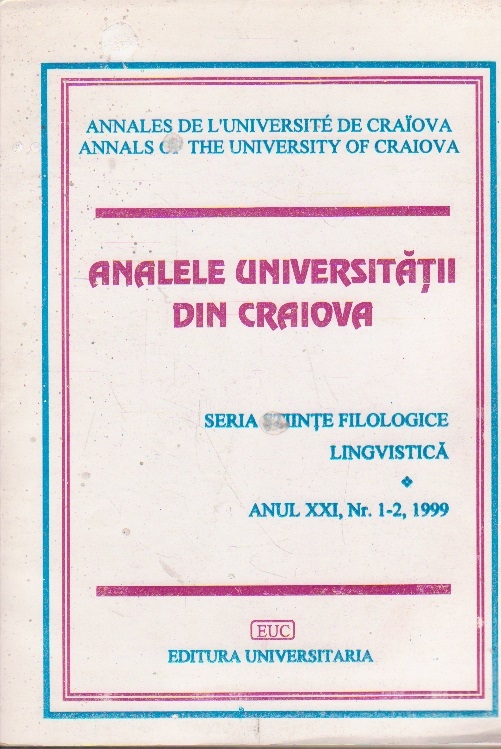 ANNALES DE L'UNIVERSITÉ DE CRAÏOVA
ANNALS OF THE UNIVERSITY OF CRAIOVA
ANALELE UNIVERSITĂŢII
DIN CRAIOVA
SERIA ŞTIINŢE FILOLOGICE
LINGVISTICĂ
ANUL XXI, Nr. 1-2, 1999
EUC
EDITURA UNIVERSITARIA